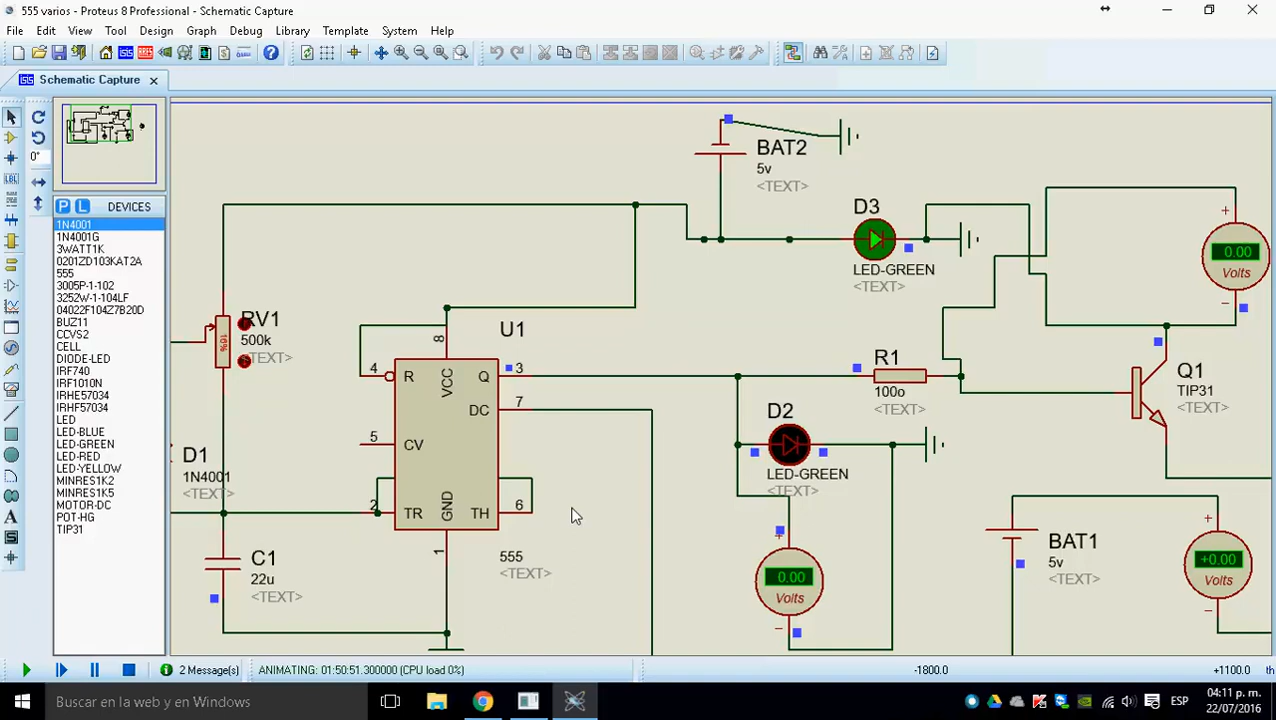 555 varios - Proteus 8 Professional - Schematic Capture
File Edit View Tool Design Graph Debug Library Template System Help
Schematic Capture
0°
P L DEVICES
1N4001
1N4001G
3WATT1K
0201ZD103KAT2A
555
3005P-1-102
3252W-1-104LF
04022F104Z7B20D
BUZ11
CCVS2
CELL
DIODE-LED
IRF740
IRF1010N
IRHE57034
IRHF57034
LED
LED-BLUE
LED-GREEN
LED-RED
LED-YELLOW
MINRES1K2
MINRES1K5
MOTOR-DC
POT-HG
TIP31
BAT2
5v
<TEXT>
D3
LED-GREEN
<TEXT>
+
0.00
Volts
−
RV1
500k
<TEXT>
16%
U1
8
4
R
VCC
Q
3
DC
7
5
CV
2
TR
GND
TH
6
1
555
<TEXT>
R1
100o
<TEXT>
Q1
TIP31
<TEXT>
D2
LED-GREEN
<TEXT>
D1
1N4001
<TEXT>
C1
22u
<TEXT>
+
0.00
Volts
−
BAT1
5v
<TEXT>
+
+0.00
Volts
−
2 Message(s) ANIMATING: 01:50:51.300000 (CPU load 0%) -1800.0 +1100.0 th
Buscar en la web y en Windows
ESP
04:11 p. m.
22/07/2016